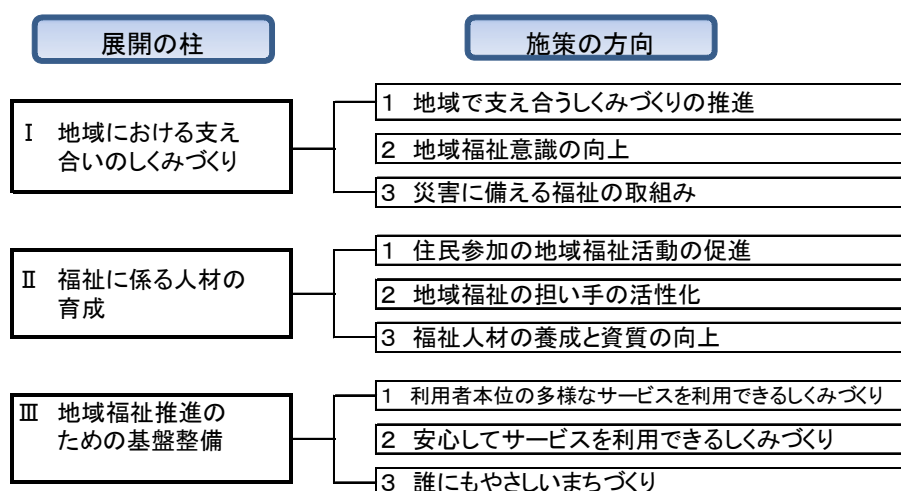 展開の柱
施策の方向
Ⅰ 地域における支え
合いのしくみづくり
1 地域で支え合うしくみづくりの推進
2 地域福祉意識の向上
3 災害に備える福祉の取組み
Ⅱ 福祉に係る人材の
育成
1 住民参加の地域福祉活動の促進
2 地域福祉の担い手の活性化
3 福祉人材の養成と資質の向上
Ⅲ 地域福祉推進の
ための基盤整備
1 利用者本位の多様なサービスを利用できるしくみづくり
2 安心してサービスを利用できるしくみづくり
3 誰にもやさしいまちづくり